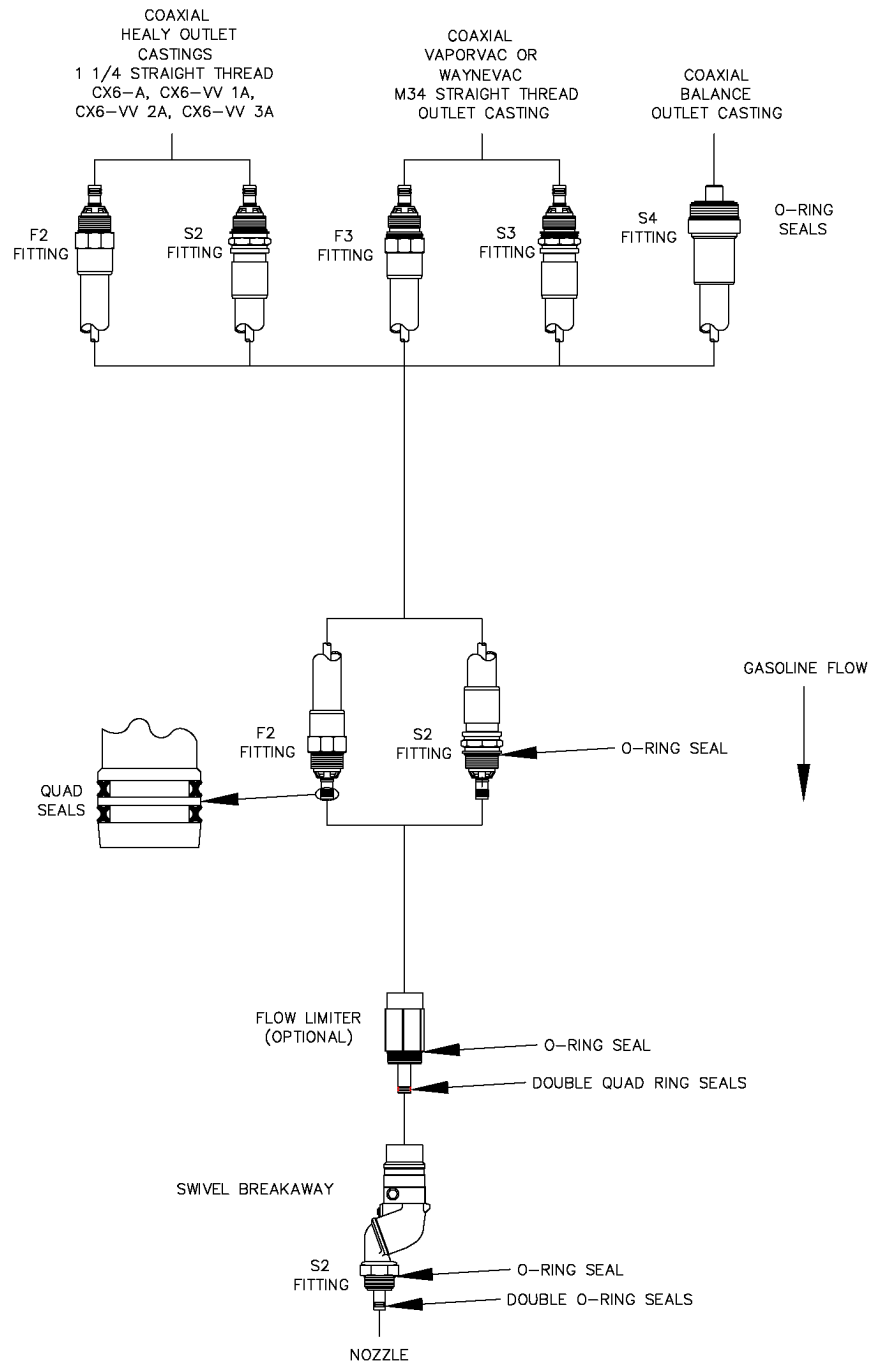 COAXIAL
HEALY OUTLET
CASTINGS
1 1/4 STRAIGHT THREAD
CX6-A, CX6-VV 1A,
CX6-VV 2A, CX6-VV 3A
COAXIAL
VAPORVAC OR
WAYNEVAC
M34 STRAIGHT THREAD
OUTLET CASTING
COAXIAL
BALANCE
OUTLET CASTING
F2
FITTING
S2
FITTING
F3
FITTING
S3
FITTING
S4
FITTING
O-RING
SEALS
GASOLINE FLOW
F2
FITTING
S2
FITTING
O-RING SEAL
QUAD
SEALS
FLOW LIMITER
(OPTIONAL)
O-RING SEAL
DOUBLE QUAD RING SEALS
SWIVEL BREAKAWAY
S2
FITTING
O-RING SEAL
DOUBLE O-RING SEALS
NOZZLE